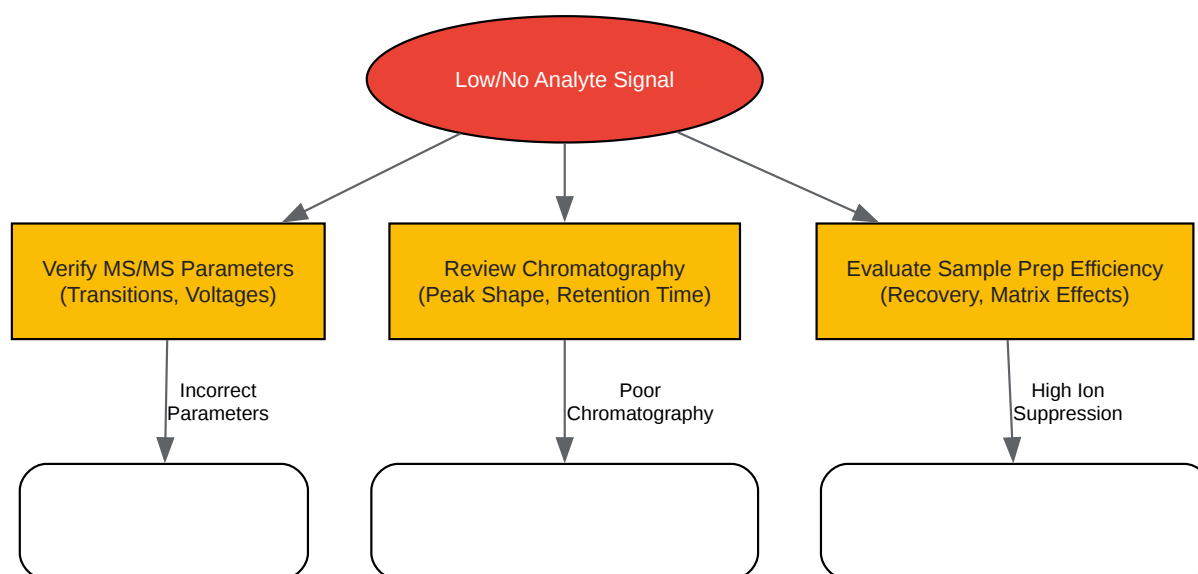 Low/No Analyte Signal
Verify MS/MS Parameters
(Transitions, Voltages)
Review Chromatography
(Peak Shape, Retention Time)
Evaluate Sample Prep Efficiency
(Recovery, Matrix Effects)
Incorrect
Parameters
Poor
Chromatography
High Ion
Suppression